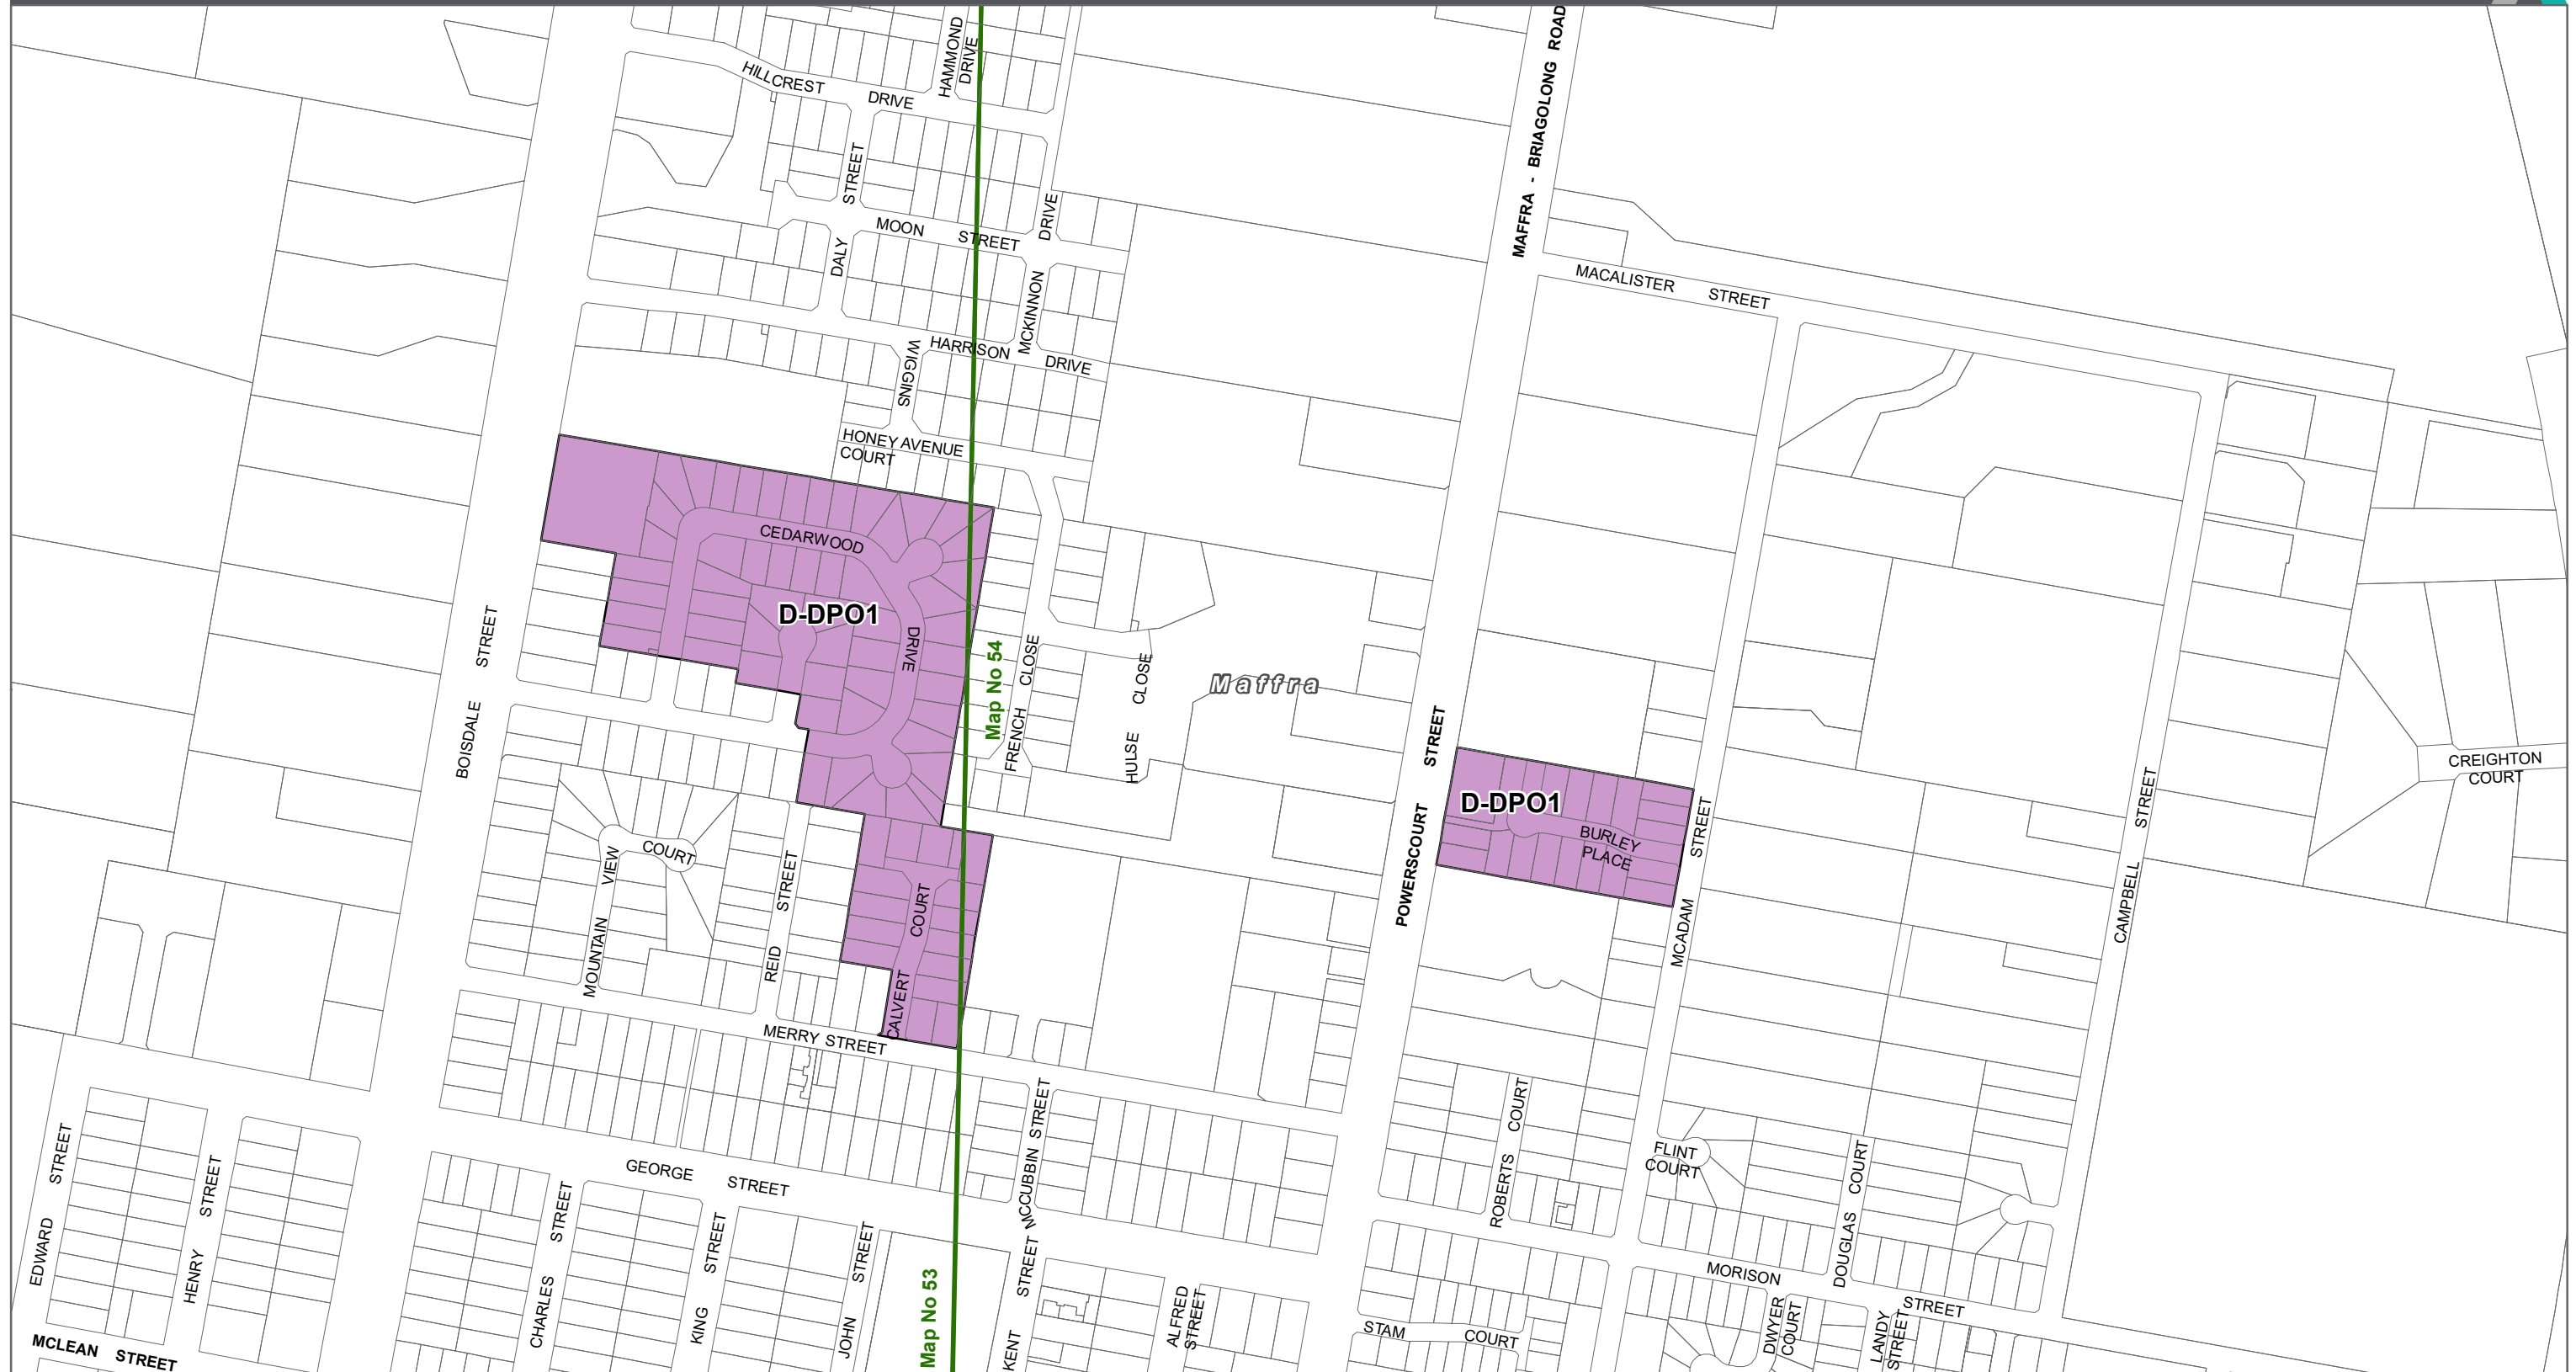 HAMMOND
DRIVE
MAFFRA - BRIAGOLONG ROAD
HILLCREST DRIVE
DALY STREET
MOON STREET
MCKINNON DRIVE
MACALISTER STREET
HARRISON DRIVE
WIGGINS
HONEY AVENUE
COURT
CEDARWOOD
DRIVE
D-DPO1
BOISDALE STREET
Map No 54
FRENCH CLOSE
HULSE CLOSE
Maffra
POWERSCOURT STREET
D-DPO1
BURLEY
PLACE
MCADAM STREET
CAMPBELL STREET
CREIGHTON
COURT
MOUNTAIN VIEW
COURT
REID STREET
CALVERT COURT
MERRY STREET
MCCUBBIN STREET
ROBERTS COURT
FLINT
COURT
DOUGLAS COURT
GEORGE STREET
EDWARD STREET
HENRY STREET
CHARLES STREET
KING STREET
JOHN STREET
Map No 53
KENT STREET
ALFRED
STREET
MORISON STREET
STAM COURT
DWYER
COURT
LANDY
STREET
MCLEAN STREET